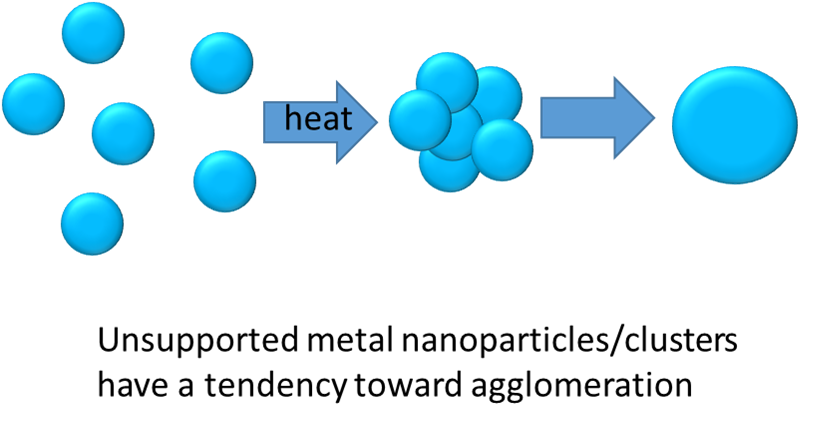 heat
Unsupported metal nanoparticles/clusters
have a tendency toward agglomeration